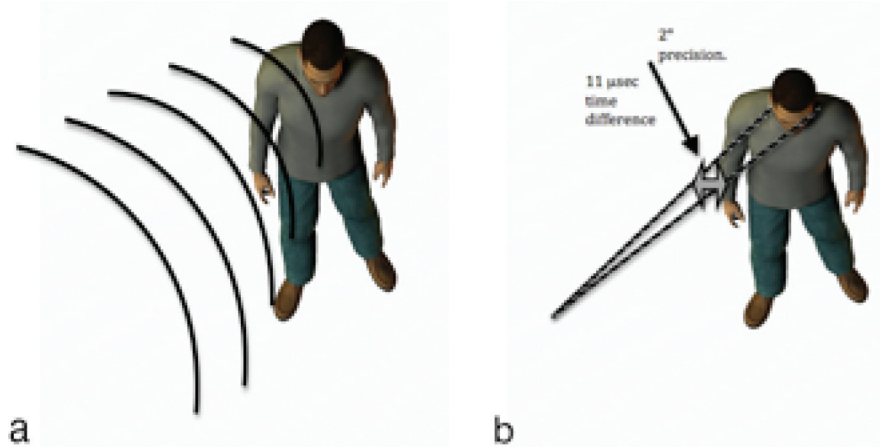 2°
precision.
11 µsec
time
difference
a
b